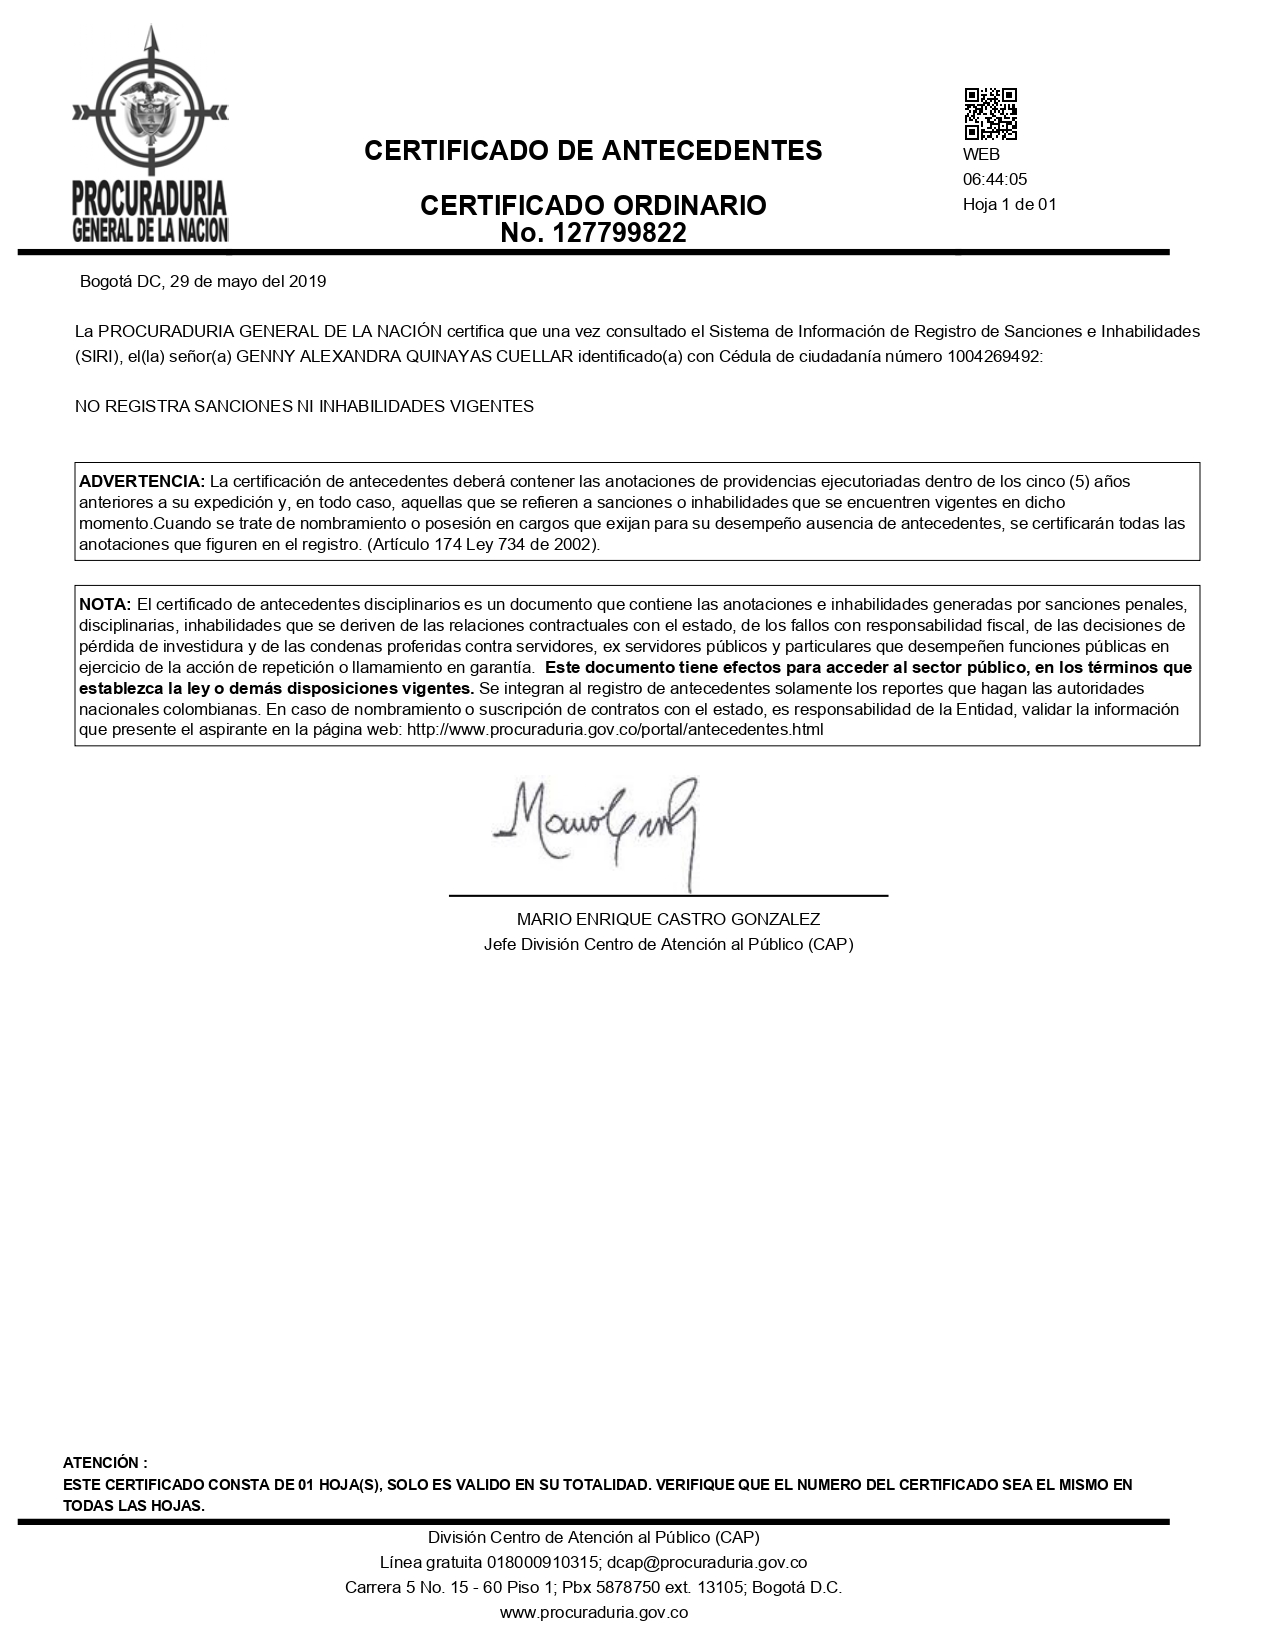 PROCURADURIA
GENERAL DE LA NACION
CERTIFICADO DE ANTECEDENTES
CERTIFICADO ORDINARIO
No. 127799822
WEB
06:44:05
Hoja 1 de 01
Bogotá DC, 29 de mayo del 2019
La PROCURADURIA GENERAL DE LA NACIÓN certifica que una vez consultado el Sistema de Información de Registro de Sanciones e Inhabilidades
(SIRI), el(la) señor(a) GENNY ALEXANDRA QUINAYAS CUELLAR identificado(a) con Cédula de ciudadanía número 1004269492:
NO REGISTRA SANCIONES NI INHABILIDADES VIGENTES
ADVERTENCIA: La certificación de antecedentes deberá contener las anotaciones de providencias ejecutoriadas dentro de los cinco (5) años
anteriores a su expedición y, en todo caso, aquellas que se refieren a sanciones o inhabilidades que se encuentren vigentes en dicho
momento.Cuando se trate de nombramiento o posesión en cargos que exijan para su desempeño ausencia de antecedentes, se certificarán todas las
anotaciones que figuren en el registro. (Artículo 174 Ley 734 de 2002).
NOTA: El certificado de antecedentes disciplinarios es un documento que contiene las anotaciones e inhabilidades generadas por sanciones penales,
disciplinarias, inhabilidades que se deriven de las relaciones contractuales con el estado, de los fallos con responsabilidad fiscal, de las decisiones de
pérdida de investidura y de las condenas proferidas contra servidores, ex servidores públicos y particulares que desempeñen funciones públicas en
ejercicio de la acción de repetición o llamamiento en garantía. Este documento tiene efectos para acceder al sector público, en los términos que
establezca la ley o demás disposiciones vigentes. Se integran al registro de antecedentes solamente los reportes que hagan las autoridades
nacionales colombianas. En caso de nombramiento o suscripción de contratos con el estado, es responsabilidad de la Entidad, validar la información
que presente el aspirante en la página web: http://www.procuraduria.gov.co/portal/antecedentes.html
MARIO ENRIQUE CASTRO GONZALEZ
Jefe División Centro de Atención al Público (CAP)
ATENCIÓN :
ESTE CERTIFICADO CONSTA DE 01 HOJA(S), SOLO ES VALIDO EN SU TOTALIDAD. VERIFIQUE QUE EL NUMERO DEL CERTIFICADO SEA EL MISMO EN
TODAS LAS HOJAS.
División Centro de Atención al Público (CAP)
Línea gratuita 018000910315; dcap@procuraduria.gov.co
Carrera 5 No. 15 - 60 Piso 1; Pbx 5878750 ext. 13105; Bogotá D.C.
www.procuraduria.gov.co